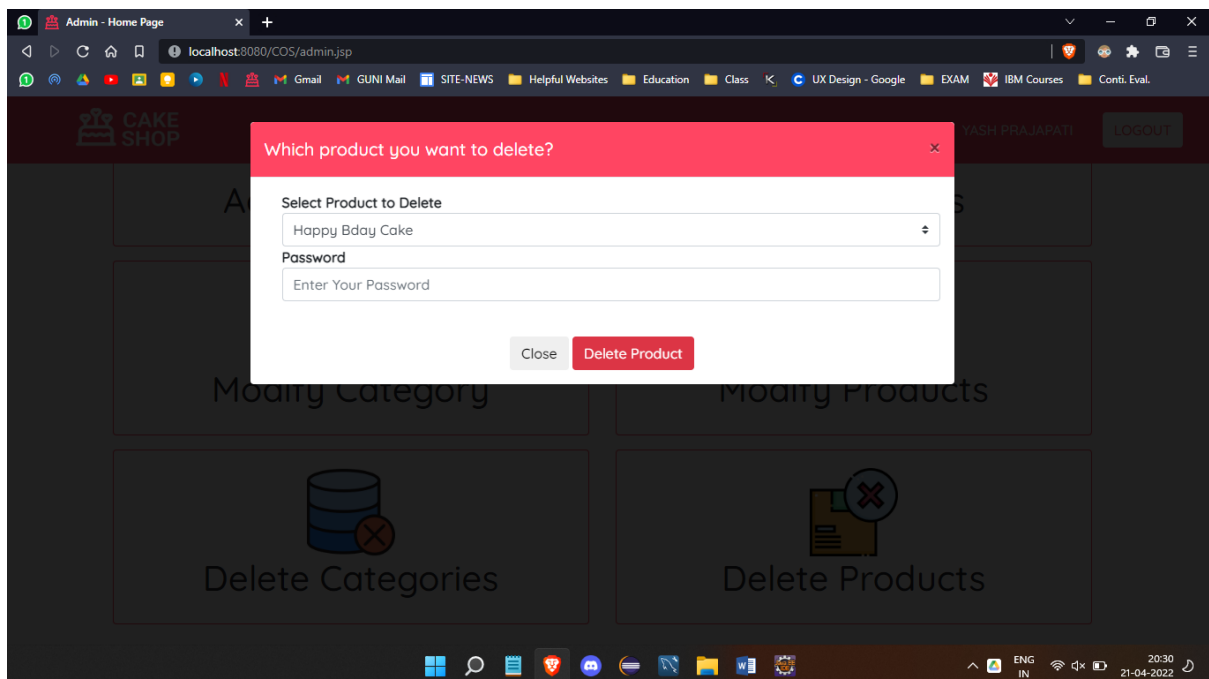 Admin - Home Page
localhost:8080/COS/admin.jsp
Gmail GUNI Mail SITE-NEWS Helpful Websites Education Class UX Design - Google EXAM IBM Courses Conti. Eval.
CAKE
SHOP
YASH PRAJAPATI
LOGOUT
Which product you want to delete?
×
Select Product to Delete
Happy Bday Cake
Password
Enter Your Password
Close
Delete Product
Modify Category
Modify Products
Delete Categories
Delete Products
ENG
IN
20:30
21-04-2022